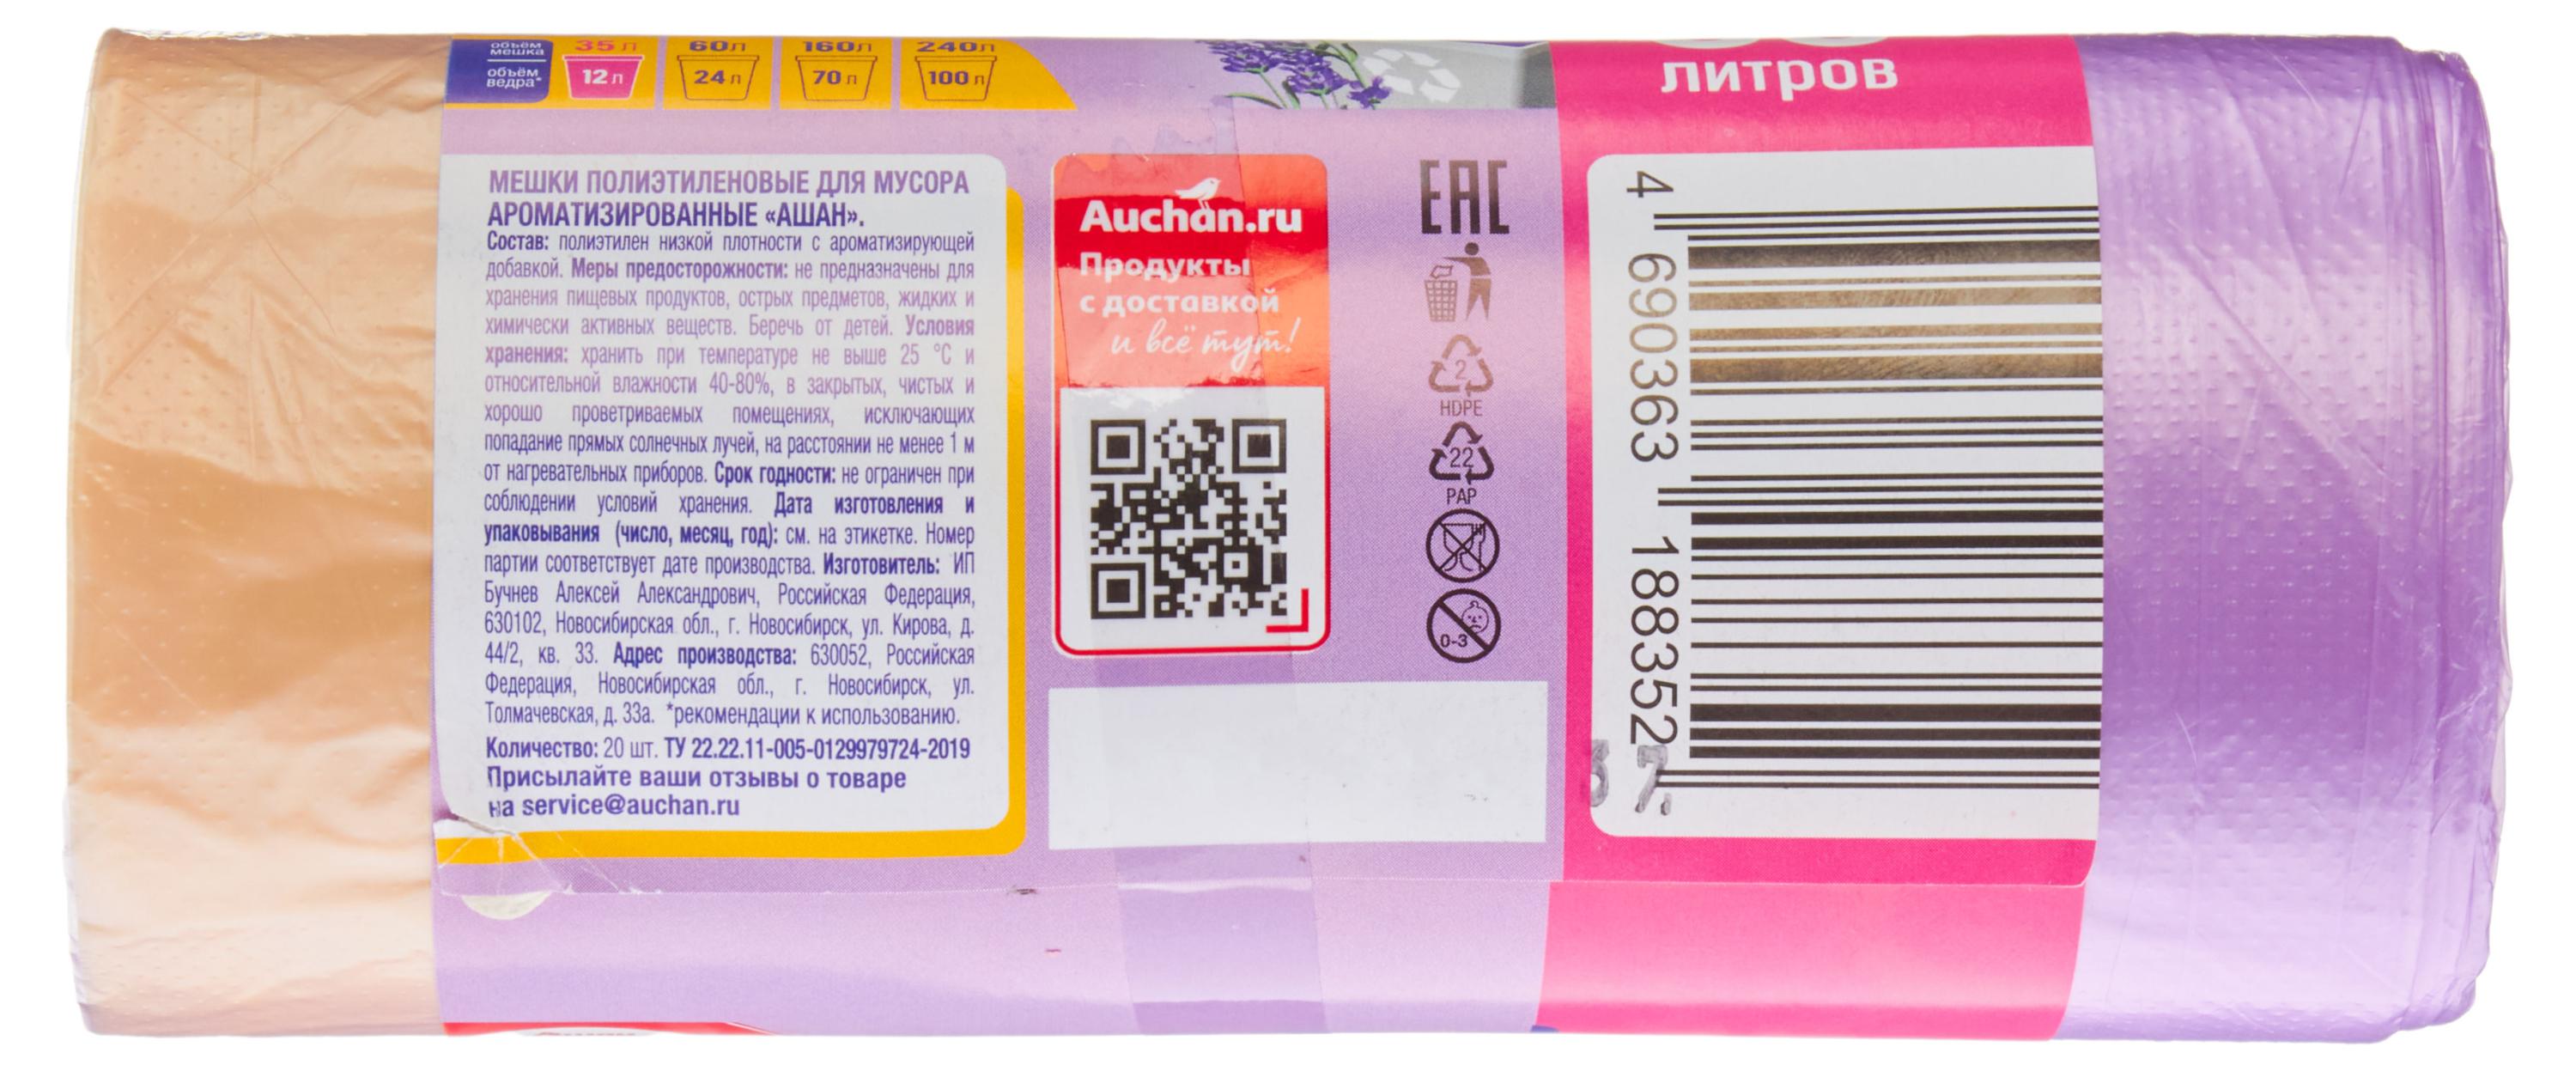 объём мешка 35 л 60л 160л 240л
объём ведра* 12 л 24 л 70 л 100 л
литров
МЕШКИ ПОЛИЭТИЛЕНОВЫЕ ДЛЯ МУСОРА
АРОМАТИЗИРОВАННЫЕ «АШАН».
Состав: полиэтилен низкой плотности с ароматизирующей
добавкой. Меры предосторожности: не предназначены для
хранения пищевых продуктов, острых предметов, жидких и
химически активных веществ. Беречь от детей. Условия
хранения: хранить при температуре не выше 25 °C и
относительной влажности 40-80%, в закрытых, чистых и
хорошо проветриваемых помещениях, исключающих
попадание прямых солнечных лучей, на расстоянии не менее 1 м
от нагревательных приборов. Срок годности: не ограничен при
соблюдении условий хранения. Дата изготовления и
упаковывания (число, месяц, год): см. на этикетке. Номер
партии соответствует дате производства. Изготовитель: ИП
Бучнев Алексей Александрович, Российская Федерация,
630102, Новосибирская обл., г. Новосибирск, ул. Кирова, д.
44/2, кв. 33. Адрес производства: 630052, Российская
Федерация, Новосибирская обл., г. Новосибирск, ул.
Толмачевская, д. 33а. *рекомендации к использованию.
Количество: 20 шт. ТУ 22.22.11-005-0129979724-2019
Присылайте ваши отзывы о товаре
на service@auchan.ru
Auchan.ru
Продукты
с доставкой
и всё тут!
EAC
2
HDPE
22
PAP
0-3
4 690363 188352
37.